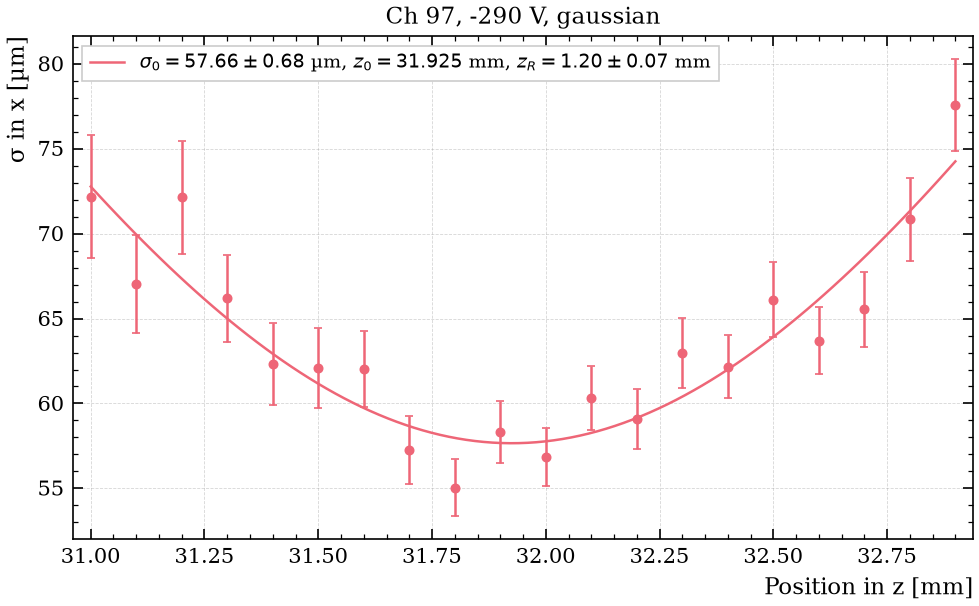 Ch 97, -290 V, gaussian
σ₀ = 57.66 ± 0.68 µm, z₀ = 31.925 mm, z_R = 1.20 ± 0.07 mm
σ in x [µm]
80
75
70
65
60
55
31.00 31.25 31.50 31.75 32.00 32.25 32.50 32.75
Position in z [mm]